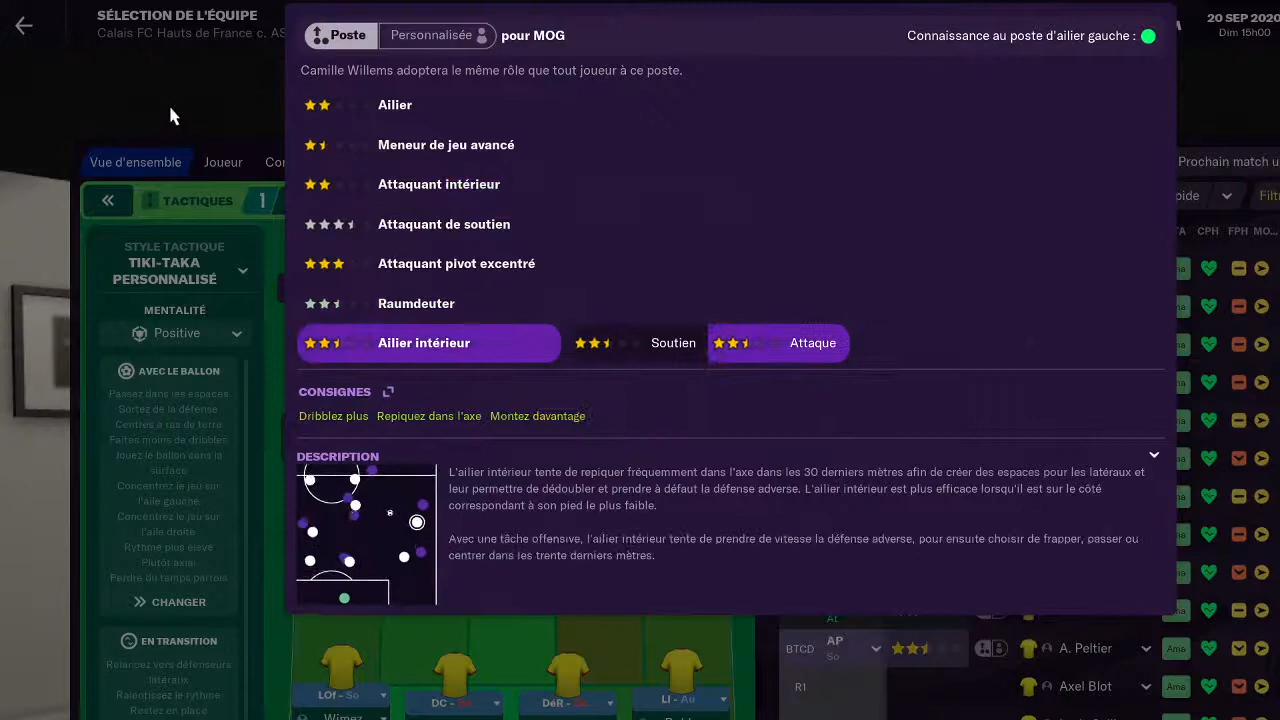 SÉLECTION DE L'ÉQUIPE
Calais FC Hauts de France c. AS
20 SEP 2020
Dim 15h00
Poste
Personnalisée
pour MOG
Connaissance au poste d'ailier gauche :
Camille Willems adoptera le même rôle que tout joueur à ce poste.
Ailier
Meneur de jeu avancé
Attaquant intérieur
Attaquant de soutien
Attaquant pivot excentré
Raumdeuter
Ailier intérieur
Soutien
Attaque
CONSIGNES
Dribblez plus Repiquez dans l'axe Montez davantage
DESCRIPTION
L'ailier intérieur tente de repiquer fréquemment dans l'axe dans les 30 derniers mètres afin de créer des espaces pour les latéraux et
leur permettre de dédoubler et prendre à défaut la défense adverse. L'ailier intérieur est plus efficace lorsqu'il est sur le côté
correspondant à son pied le plus faible.
Avec une tâche offensive, l'ailier intérieur tente de prendre de vitesse la défense adverse, pour ensuite choisir de frapper, passer ou
centrer dans les trente derniers mètres.
Vue d'ensemble
Joueur
TACTIQUES
1
STYLE TACTIQUE
TIKI-TAKA
PERSONNALISÉ
MENTALITÉ
Positive
AVEC LE BALLON
Passez dans les espaces
Sortez de la défense
Centres à ras de terre
Faites moins de dribbles
Jouez le ballon dans la
surface
Concentrez le jeu sur
l'aile gauche
Concentrez le jeu sur
l'aile droite
Rythme plus élevé
Plutôt axial
Perdre du temps parfois
CHANGER
EN TRANSITION
Relancez vers défenseurs
latéraux
Ralentissez le rythme
Restez en place
Prochain match
CPH FPH MO...
LOf - So
DC - De
DéR - De
LI - Au
Wimez
BTCD
AP
So
A. Peltier
Ama
R1
Axel Blot
Ama